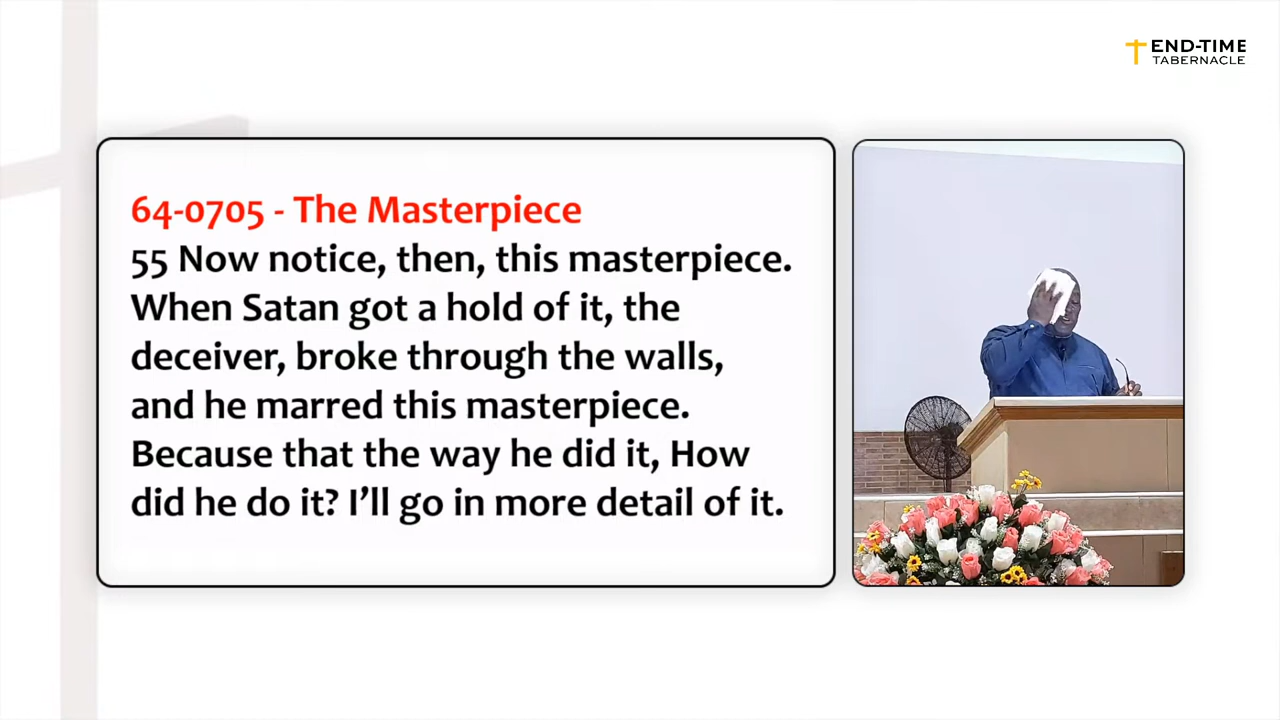 END-TIME
TABERNACLE
64-0705 - The Masterpiece
55 Now notice, then, this masterpiece.
When Satan got a hold of it, the
deceiver, broke through the walls,
and he marred this masterpiece.
Because that the way he did it, How
did he do it? I’ll go in more detail of it.